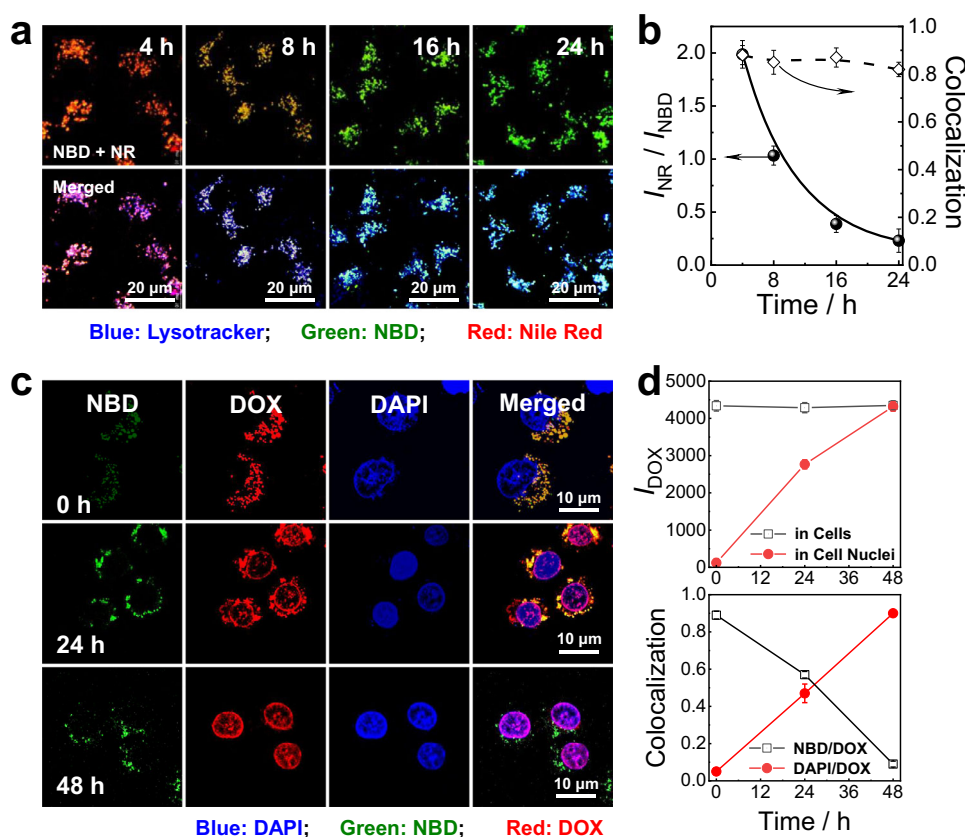 a
4 h
8 h
16 h
24 h
NBD + NR
Merged
20 μm
20 μm
20 μm
20 μm
Blue: Lysotracker; Green: NBD; Red: Nile Red
b
2.0
1.5
1.0
0.5
0.0
I_NR / I_NBD
1.0
0.8
0.6
0.4
0.2
0.0
Colocalization
0 8 16 24
Time / h
c
NBD
DOX
DAPI
Merged
0 h
10 μm
24 h
10 μm
48 h
10 μm
Blue: DAPI; Green: NBD; Red: DOX
d
5000
4000
3000
2000
1000
0
I_DOX
in Cells
in Cell Nuclei
0 12 24 36 48
1.0
0.8
0.6
0.4
0.2
0.0
Colocalization
NBD/DOX
DAPI/DOX
0 12 24 36 48
Time / h